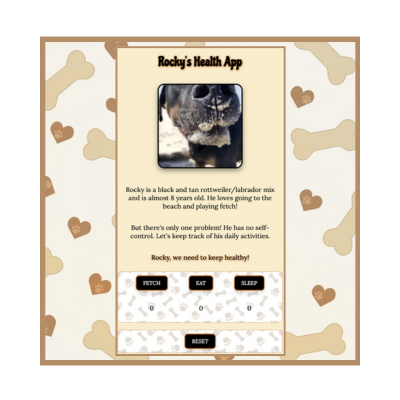 Rocky's Health App
Rocky is a black and tan rottweiler/labrador mix
and is almost 8 years old. He loves going to the
beach and playing fetch!
But there's only one problem! He has no self-
control. Let's keep track of his daily activities.
Rocky, we need to keep healthy!
FETCH EAT SLEEP
0 0 0
RESET